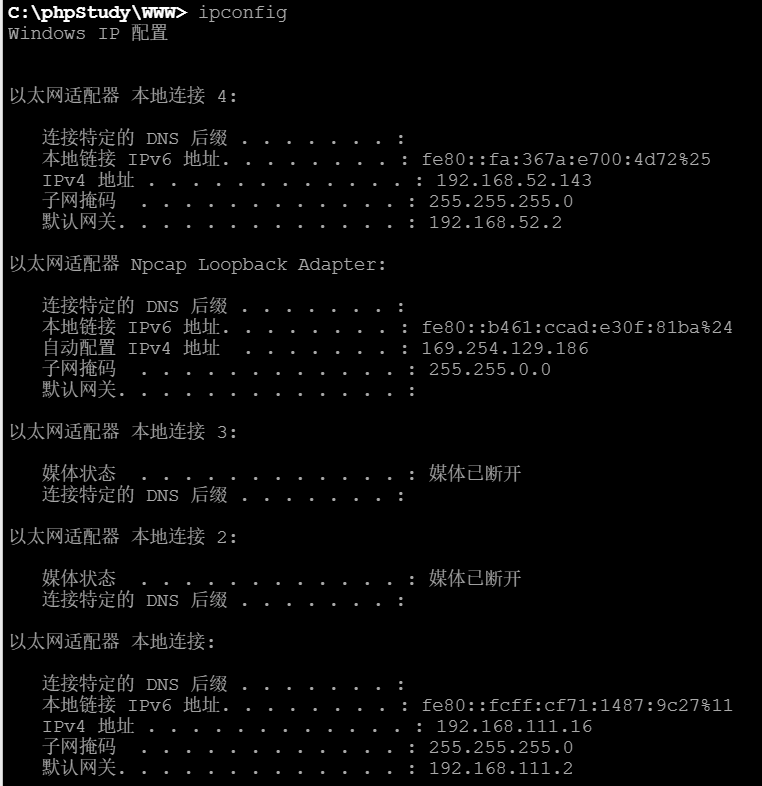 C:\phpStudy\WWW> ipconfig
Windows IP 配置
以太网适配器 本地连接 4:
连接特定的 DNS 后缀 . . . . . . . :
本地链接 IPv6 地址. . . . . . . . : fe80::fa:367a:e700:4d72%25
IPv4 地址 . . . . . . . . . . . . : 192.168.52.143
子网掩码  . . . . . . . . . . . . : 255.255.255.0
默认网关. . . . . . . . . . . . . : 192.168.52.2
以太网适配器 Npcap Loopback Adapter:
连接特定的 DNS 后缀 . . . . . . . :
本地链接 IPv6 地址. . . . . . . . : fe80::b461:ccad:e30f:81ba%24
自动配置 IPv4 地址  . . . . . . . : 169.254.129.186
子网掩码  . . . . . . . . . . . . : 255.255.0.0
默认网关. . . . . . . . . . . . . :
以太网适配器 本地连接 3:
媒体状态  . . . . . . . . . . . . : 媒体已断开
连接特定的 DNS 后缀 . . . . . . . :
以太网适配器 本地连接 2:
媒体状态  . . . . . . . . . . . . : 媒体已断开
连接特定的 DNS 后缀 . . . . . . . :
以太网适配器 本地连接:
连接特定的 DNS 后缀 . . . . . . . :
本地链接 IPv6 地址. . . . . . . . : fe80::fcff:cf71:1487:9c27%11
IPv4 地址 . . . . . . . . . . . . : 192.168.111.16
子网掩码  . . . . . . . . . . . . : 255.255.255.0
默认网关. . . . . . . . . . . . . : 192.168.111.2